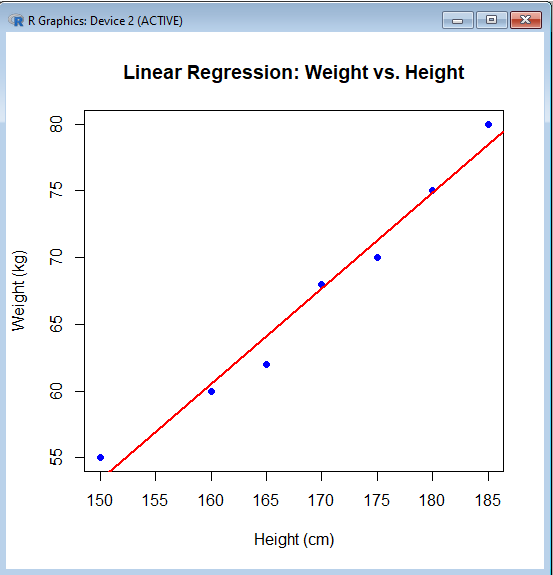 R Graphics: Device 2 (ACTIVE)
Linear Regression: Weight vs. Height
Weight (kg)
80
75
70
65
60
55
150 155 160 165 170 175 180 185
Height (cm)